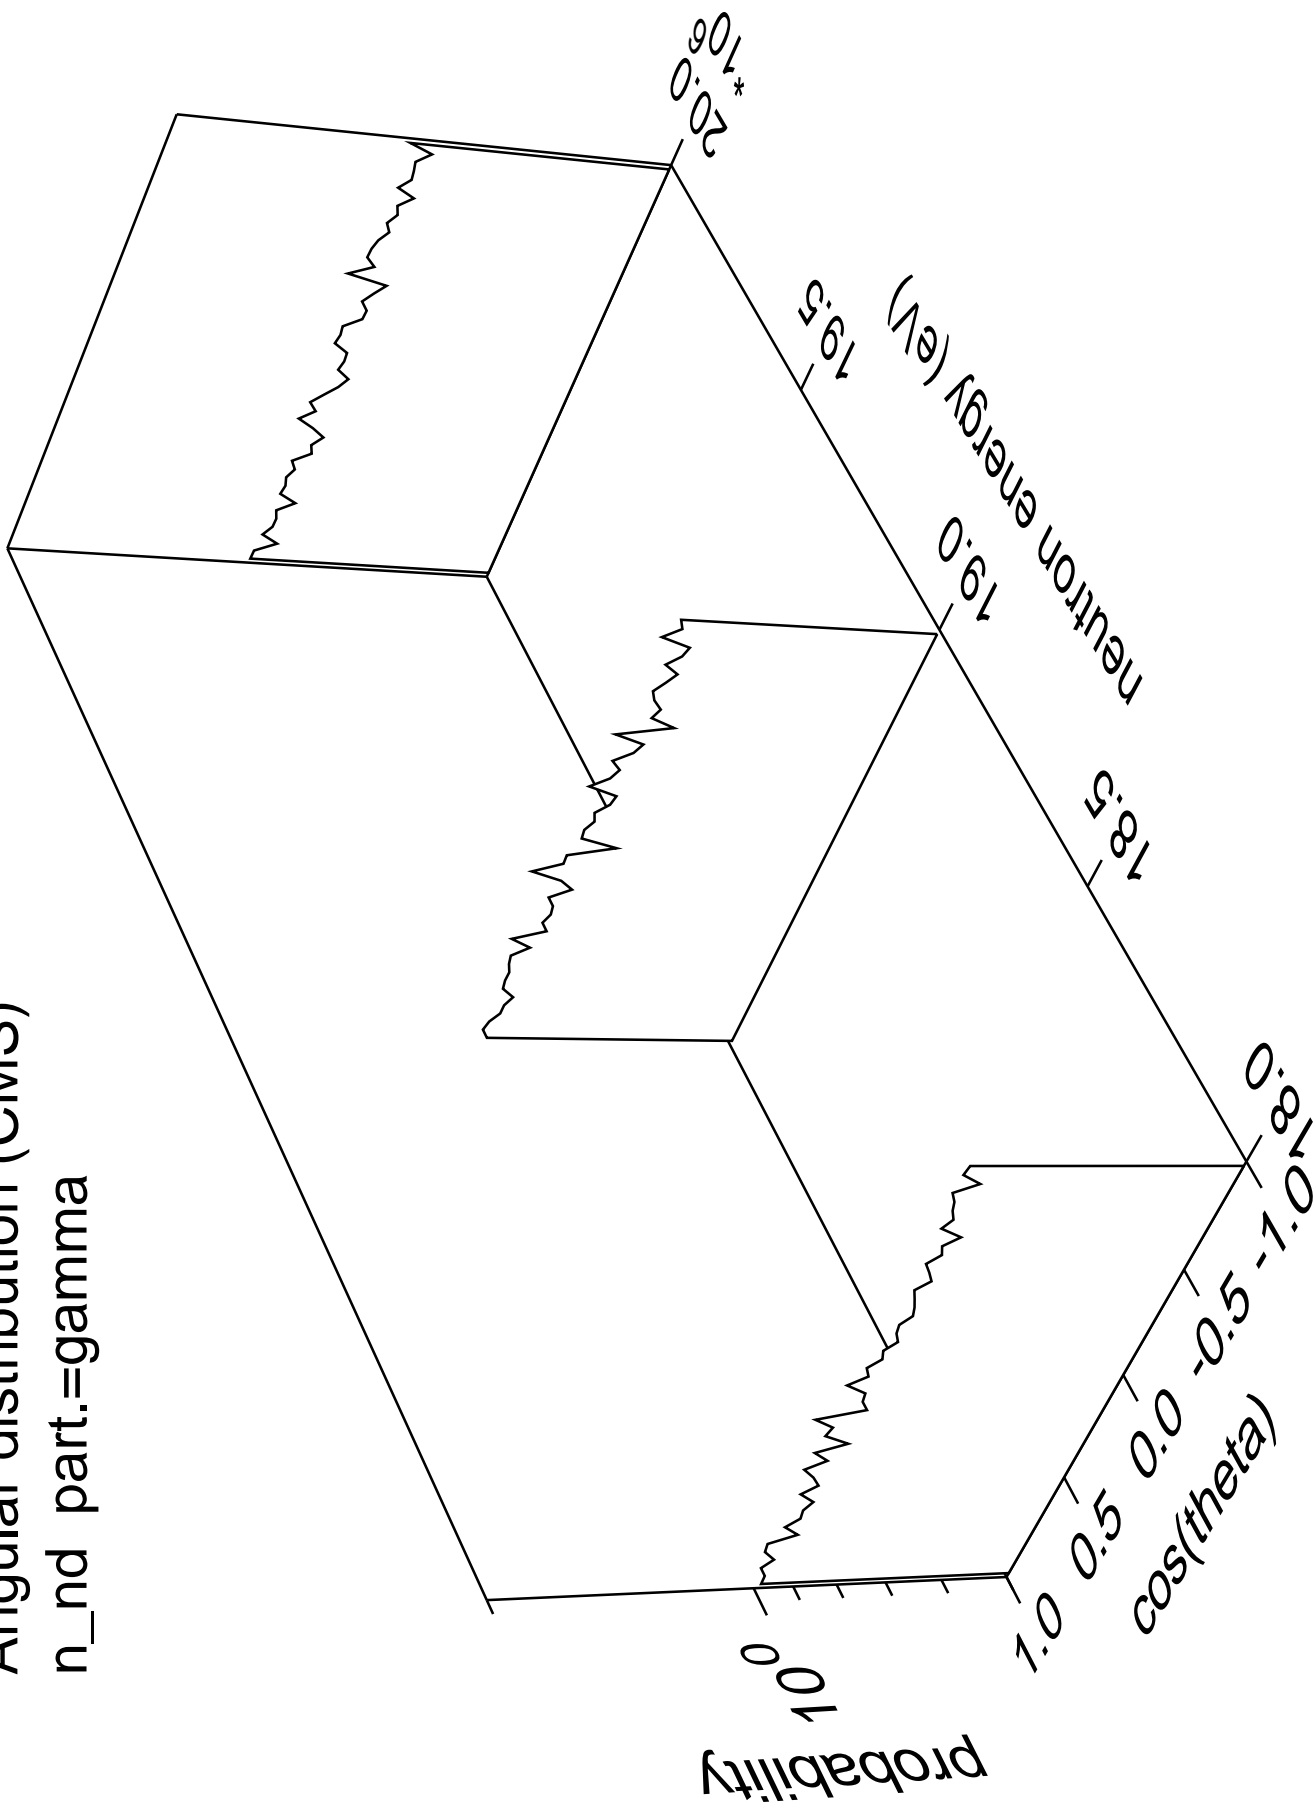 Angular distribution (CMS)
n_nd part.=gamma
probability
10 0
1.0 0.5 0.0 -0.5 -1.0
cos(theta)
18.0 18.5 19.0 19.5 20.0
*10 6
neutron energy (eV)